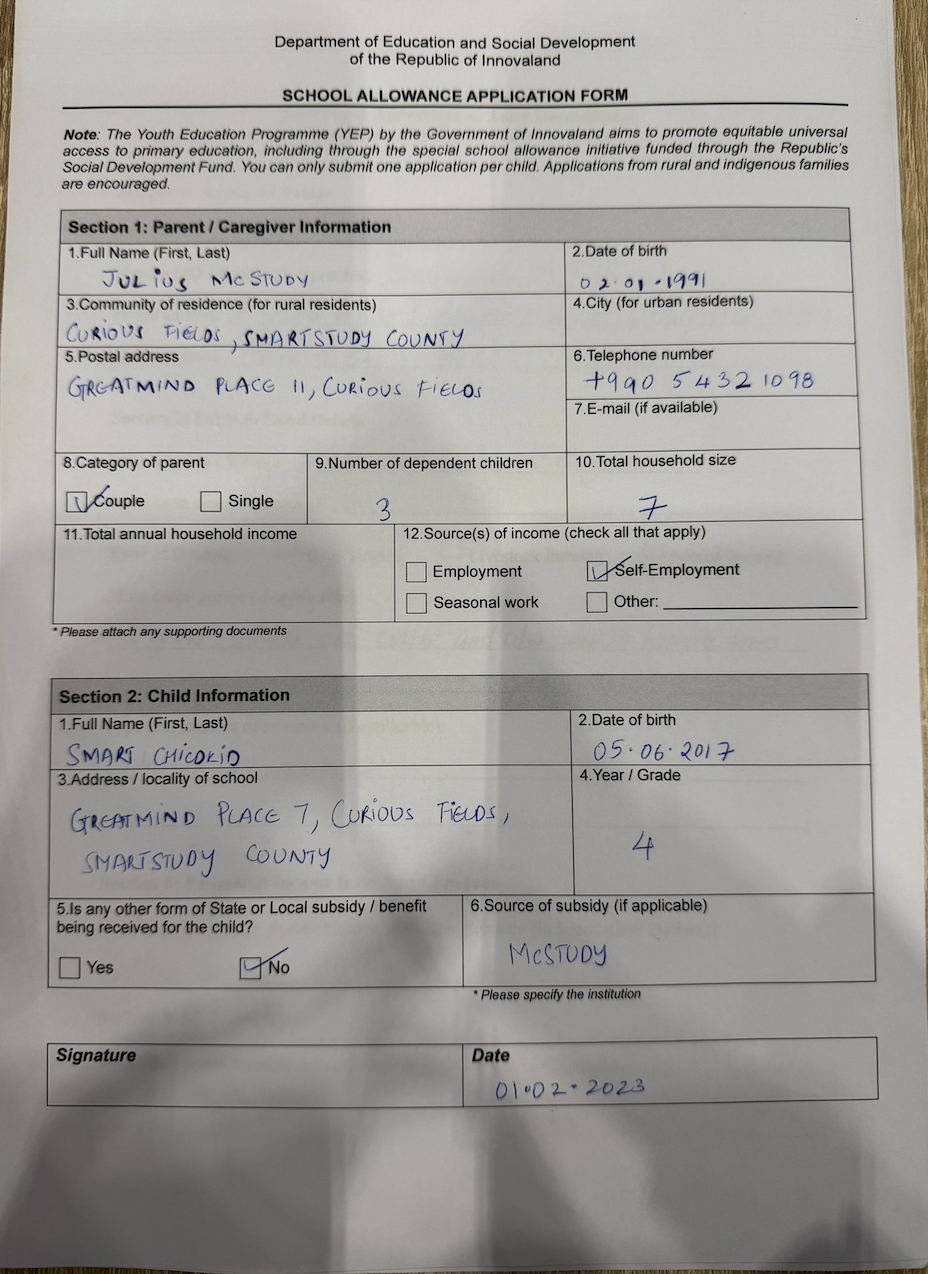 Department of Education and Social Development
of the Republic of Innovaland
SCHOOL ALLOWANCE APPLICATION FORM
Note: The Youth Education Programme (YEP) by the Government of Innovaland aims to promote equitable universal
access to primary education, including through the special school allowance initiative funded through the Republic's
Social Development Fund. You can only submit one application per child. Applications from rural and indigenous families
are encouraged.
Section 1: Parent / Caregiver Information
1.Full Name (First, Last)
JULIUS MCSTUDY
2.Date of birth
02.01.1991
3.Community of residence (for rural residents)
CURIOUS FIELDS, SMARTSTUDY COUNTY
4.City (for urban residents)
5.Postal address
GREATMIND PLACE 11, CURIOUS FIELDS
6.Telephone number
+990 54321098
7.E-mail (if available)
8.Category of parent
Couple Single
9.Number of dependent children
3
10.Total household size
7
11.Total annual household income
12.Source(s) of income (check all that apply)
Employment Self-Employment
Seasonal work Other:
* Please attach any supporting documents
Section 2: Child Information
1.Full Name (First, Last)
SMART CHICOKID
2.Date of birth
05.06.2017
3.Address / locality of school
GREATMIND PLACE 7, CURIOUS FIELDS,
SMARTSTUDY COUNTY
4.Year / Grade
4
5.Is any other form of State or Local subsidy / benefit
being received for the child?
Yes No
6.Source of subsidy (if applicable)
MCSTUDY
* Please specify the institution
Signature
Date
01.02.2023